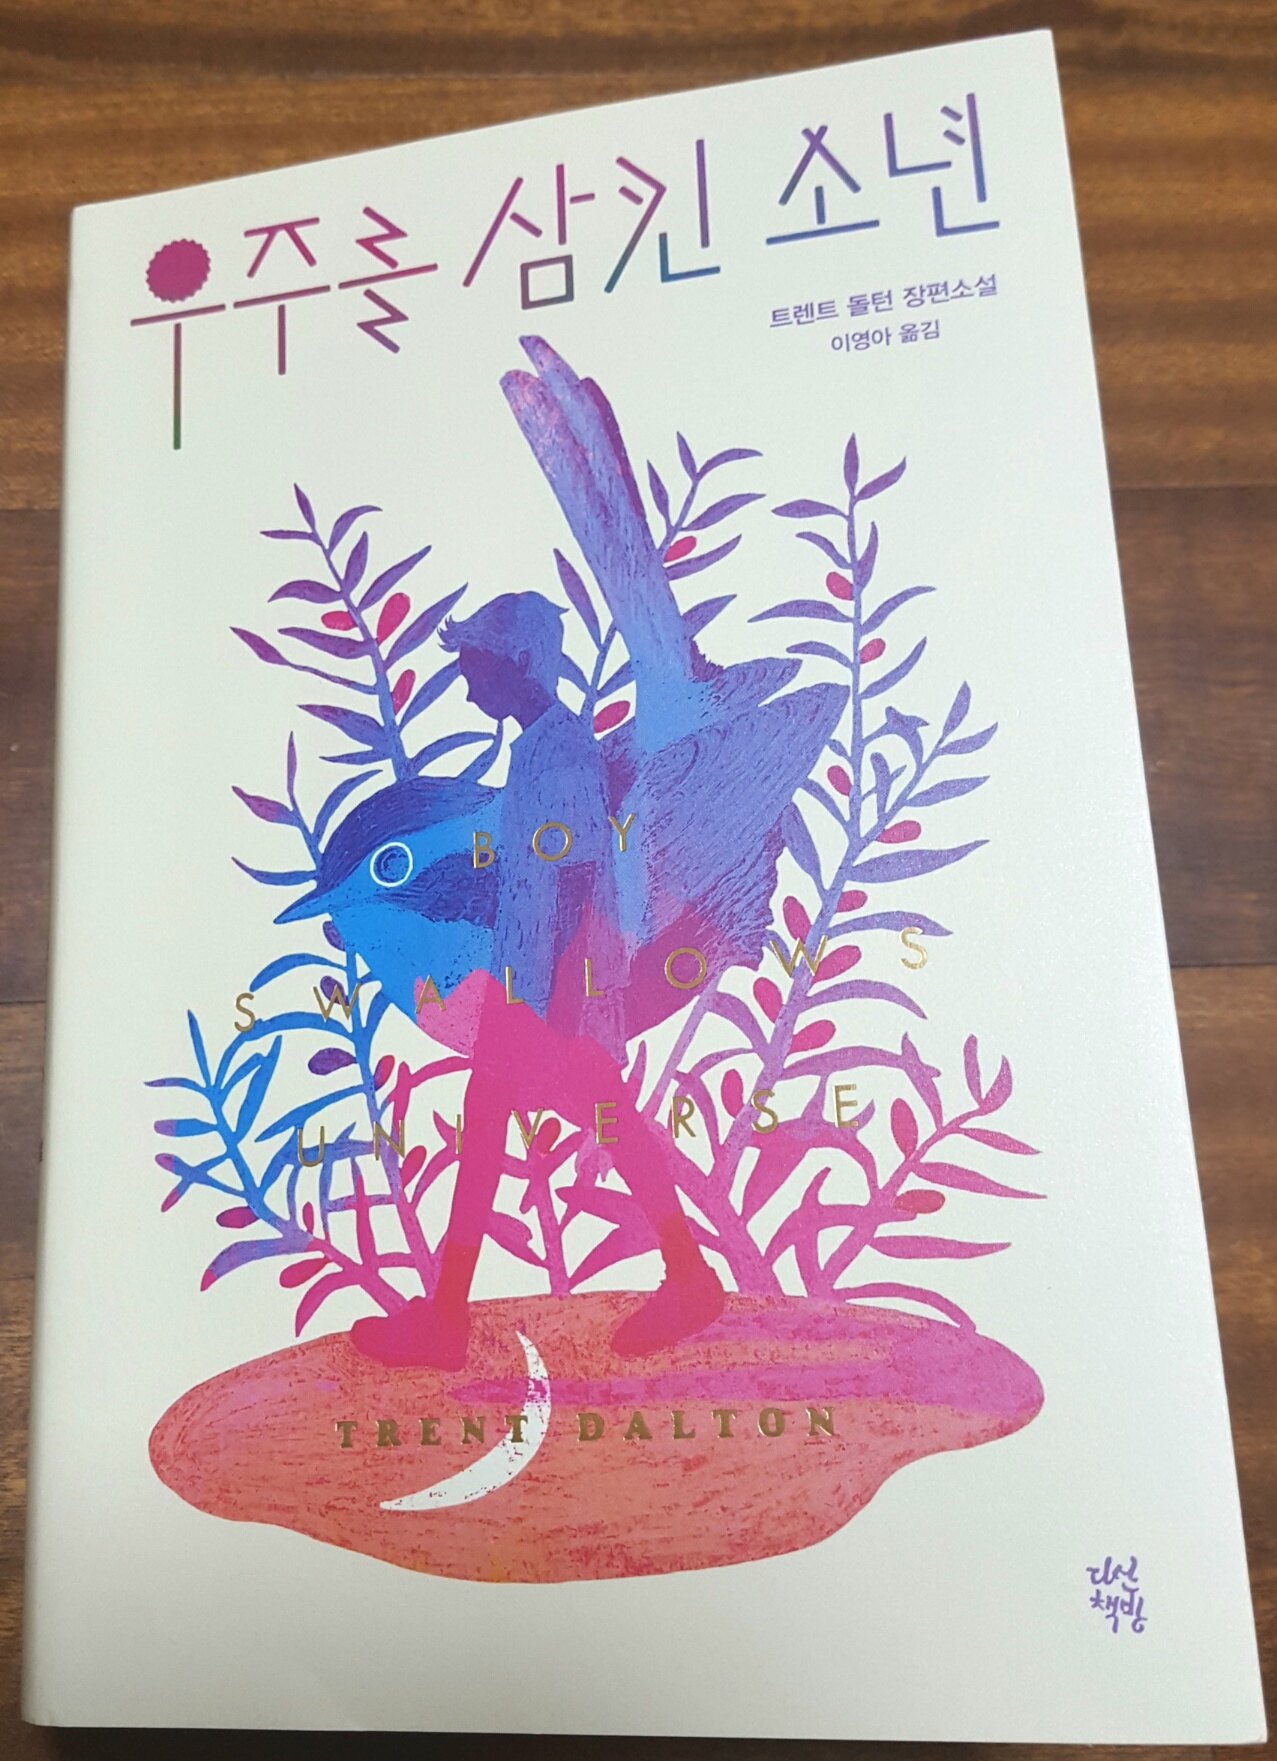 우주를 삼킨 소년
트렌트 돌턴 장편소설
이영아 옮김
BOY
SWALLOWS
UNIVERSE
TRENT DALTON
다산
책방